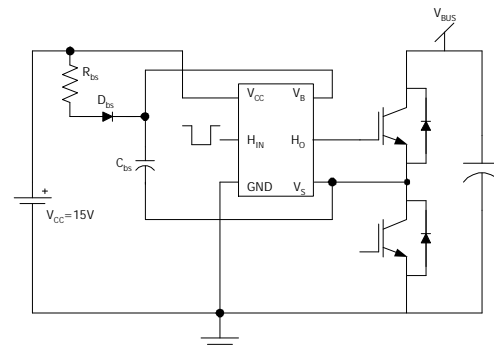 V_BUS
R_bs
D_bs
V_CC V_B
H_IN H_O
C_bs
GND V_S
+
V_CC=15V